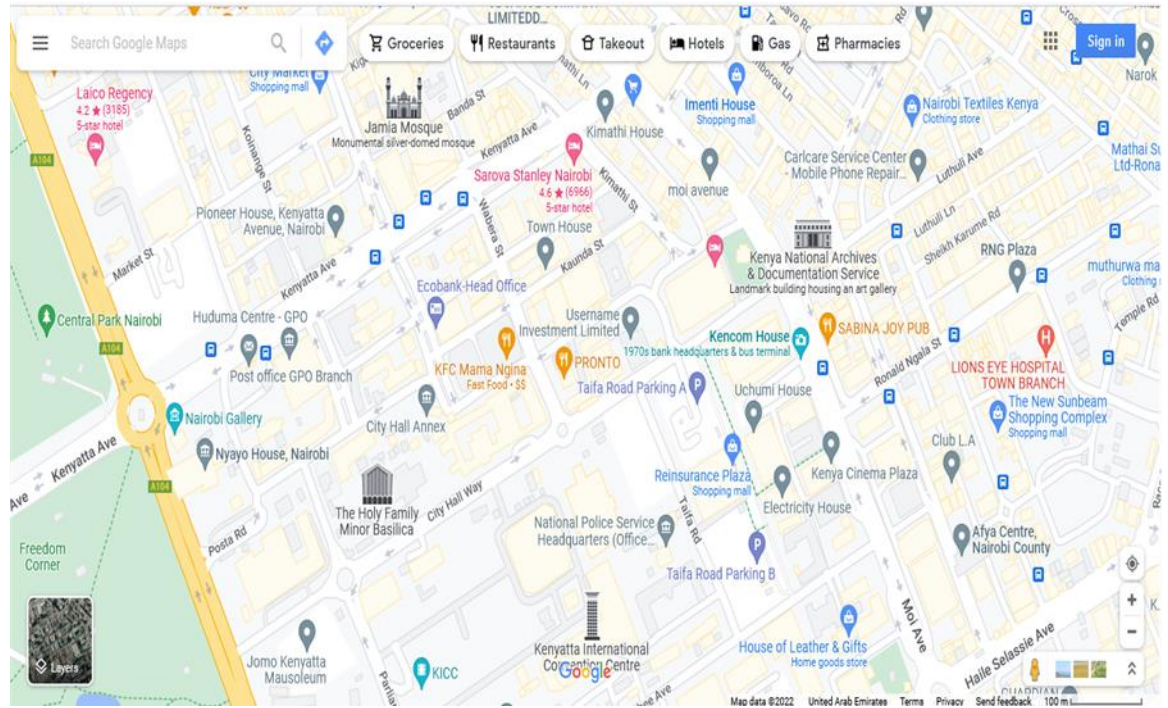 LIMITEDD...
Search Google Maps
Groceries
Restaurants
Takeout
Hotels
Gas
Pharmacies
Sign in
City Market
Shopping mall
Laico Regency
4.2 ★ (3185)
5-star hotel
A104
Koinange St
Jamia Mosque
Monumental silver-domed mosque
Banda St
Kenyatta Ave
Kimathi House
Imenti House
Shopping mall
Nairobi Textiles Kenya
Clothing store
Narok
Sarova Stanley Nairobi
4.6 ★ (6966)
5-star hotel
Kimathi St
moi avenue
Carlcare Service Center
- Mobile Phone Repair...
Luthuli Ave
Pioneer House, Kenyatta
Avenue, Nairobi
Wabera St
Town House
Kaunda St
Luthuli Ln
Sheikh Karume Rd
RNG Plaza
Market St
Kenyatta Ave
Kenya National Archives
& Documentation Service
Landmark building housing an art gallery
muthurwa ma
Clothing
Temple Rd
Ecobank-Head Office
Central Park Nairobi
Huduma Centre - GPO
Username
Investment Limited
Kencom House
1970s bank headquarters & bus terminal
SABINA JOY PUB
A104
Post office GPO Branch
KFC Mama Ngina
Fast Food • $$
PRONTO
Taifa Road Parking A
Ronald Ngala St
LIONS EYE HOSPITAL
TOWN BRANCH
Uchumi House
The New Sunbeam
Shopping Complex
Shopping mall
Nairobi Gallery
City Hall Annex
Kenyatta Ave
Nyayo House, Nairobi
Club L.A
Reinsurance Plaza
Shopping mall
Kenya Cinema Plaza
A104
The Holy Family
Minor Basilica
City Hall Way
Electricity House
Posta Rd
National Police Service
Headquarters (Office...
Taifa Rd
Afya Centre,
Nairobi County
Freedom
Corner
Taifa Road Parking B
Moi Ave
Layers
Jomo Kenyatta
Mausoleum
KICC
Kenyatta International
Convention Centre
Google
House of Leather & Gifts
Home goods store
Haile Selassie Ave
Map data ©2022
United Arab Emirates
Terms
Privacy
Send feedback
100 m